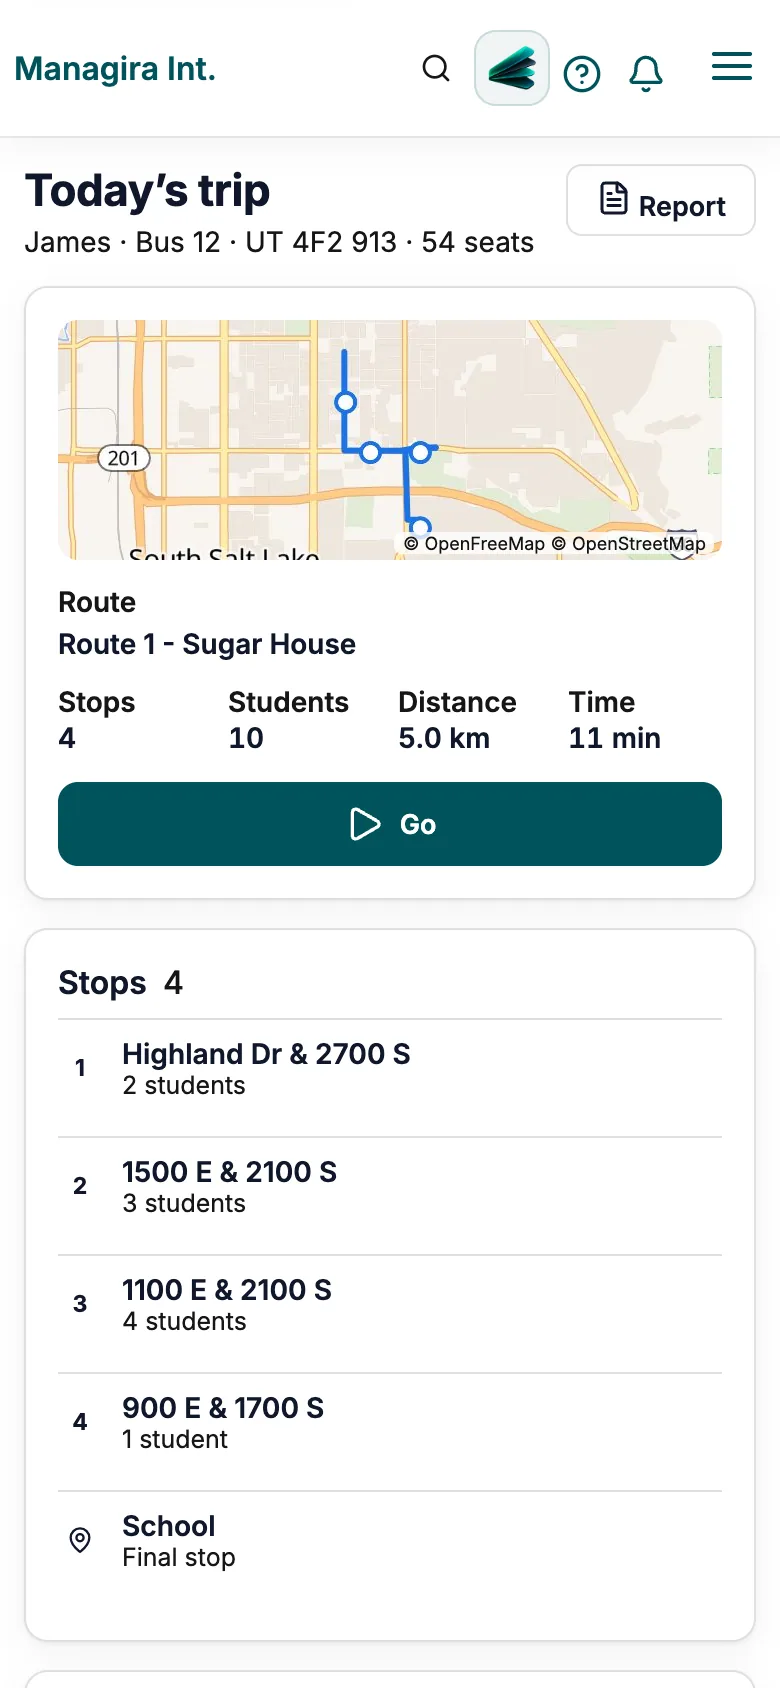 Managira Int.
Today’s trip
Report
James · Bus 12 · UT 4F2 913 · 54 seats
201
South Salt Lake
© OpenFreeMap © OpenStreetMap
Route
Route 1 - Sugar House
Stops Students Distance Time
4 10 5.0 km 11 min
Go
Stops 4
1 Highland Dr & 2700 S
2 students
2 1500 E & 2100 S
3 students
3 1100 E & 2100 S
4 students
4 900 E & 1700 S
1 student
School
Final stop